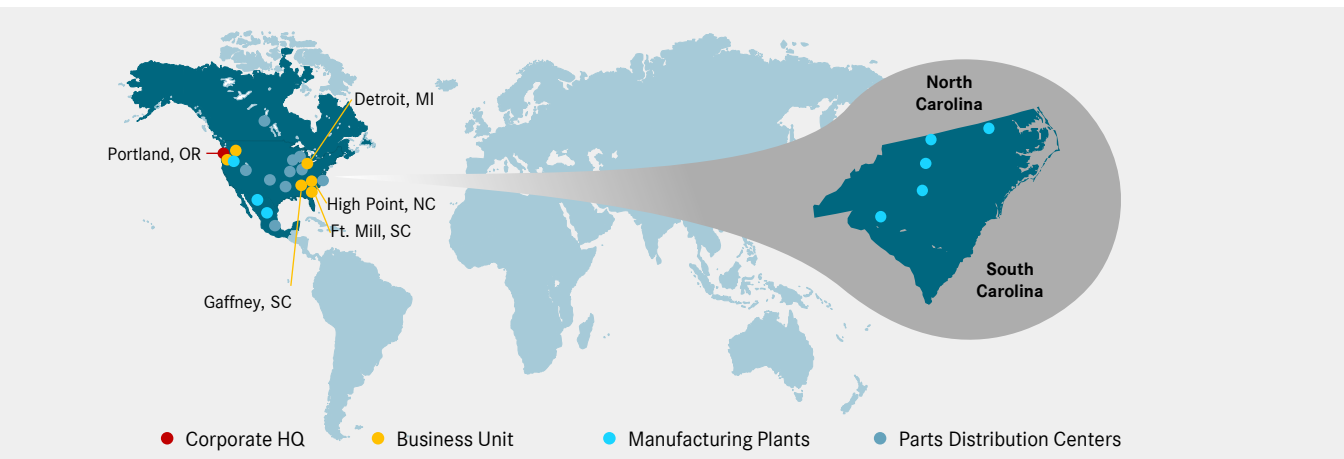 North
Carolina
Detroit, MI
Portland, OR
High Point, NC
Ft. Mill, SC
South
Carolina
Gaffney, SC
Corporate HQ
Business Unit
Manufacturing Plants
Parts Distribution Centers